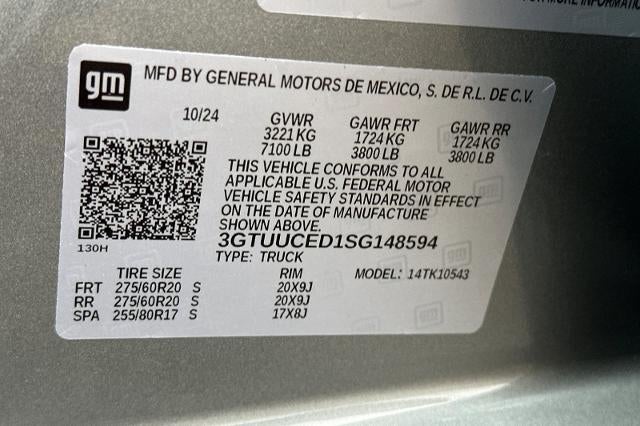 FOR MORE INFORMATION
gm
MFD BY GENERAL MOTORS DE MEXICO, S. DE R.L. DE C.V.
10/24
GVWR GAWR FRT GAWR RR
3221 KG 1724 KG 1724 KG
7100 LB 3800 LB 3800 LB
THIS VEHICLE CONFORMS TO ALL
APPLICABLE U.S. FEDERAL MOTOR
VEHICLE SAFETY STANDARDS IN EFFECT
ON THE DATE OF MANUFACTURE
SHOWN ABOVE.
3GTUUCED1SG148594
130H
TYPE: TRUCK
TIRE SIZE RIM MODEL: 14TK10543
FRT 275/60R20 S 20X9J
RR 275/60R20 S 20X9J
SPA 255/80R17 S 17X8J